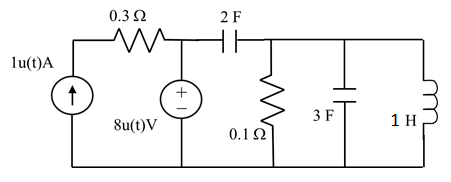 0.3 Ω
2 F
1u(t)A
+
−
8u(t)V
0.1 Ω
3 F
1 H